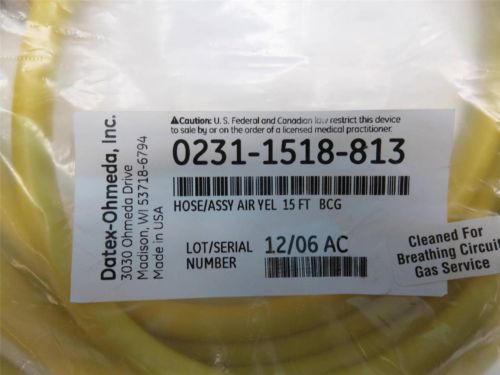 Datex-Ohmeda, Inc.
3030 Ohmeda Drive
Madison, WI 53718-6794
Made in USA
Caution: U. S. Federal and Canadian law restrict this device
to sale by or on the order of a licensed medical practitioner.
0231-1518-813
HOSE/ASSY AIR YEL 15 FT BCG
LOT/SERIAL 12/06 AC
NUMBER
Cleaned For
Breathing Circuit
Gas Service